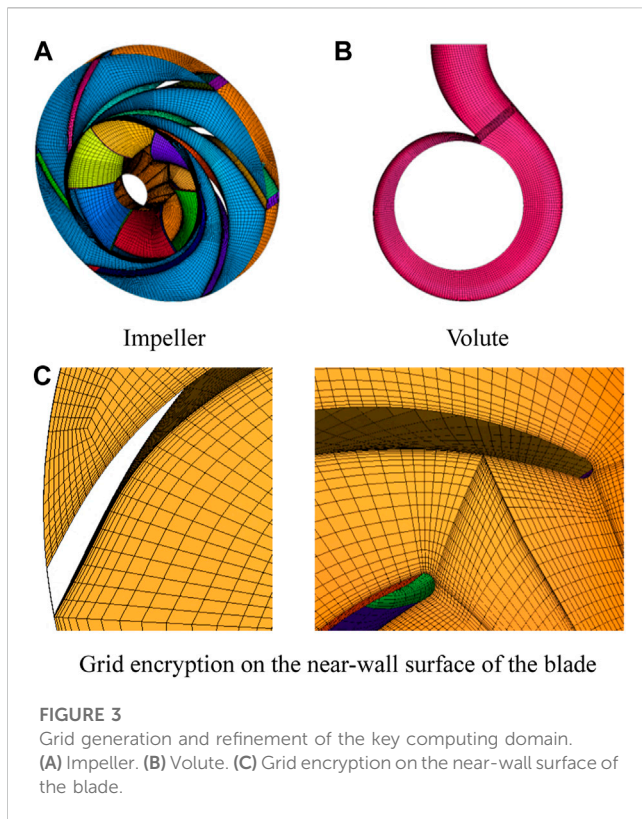 A
B
Impeller
Volute
C
Grid encryption on the near-wall surface of the blade
FIGURE 3
Grid generation and refinement of the key computing domain.
(A) Impeller. (B) Volute. (C) Grid encryption on the near-wall surface of
the blade.